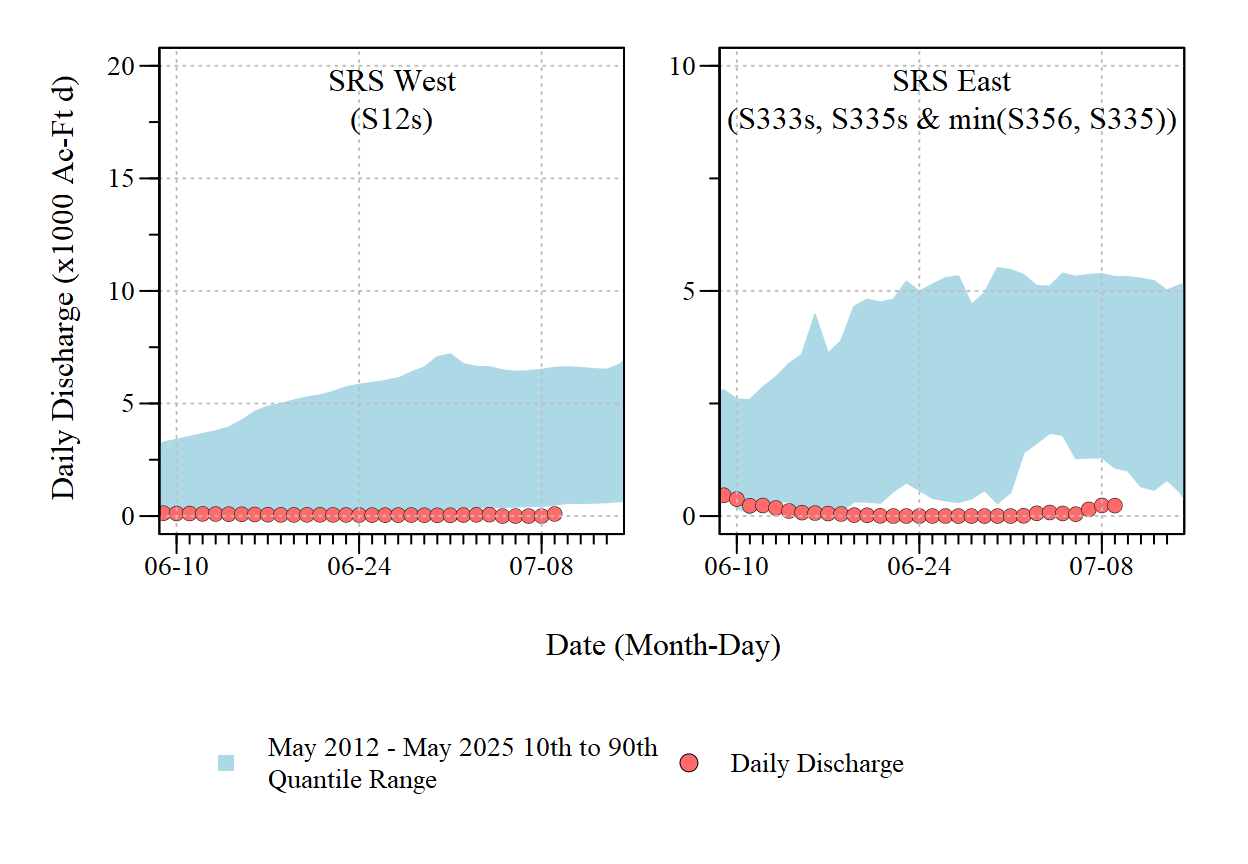 SRS West
(S12s)
SRS East
(S333s, S335s & min(S356, S335))
Daily Discharge (x1000 Ac-Ft d)
20
15
10
5
0
10
5
0
06-10
06-24
07-08
06-10
06-24
07-08
Date (Month-Day)
May 2012 - May 2025 10th to 90th
Quantile Range
Daily Discharge